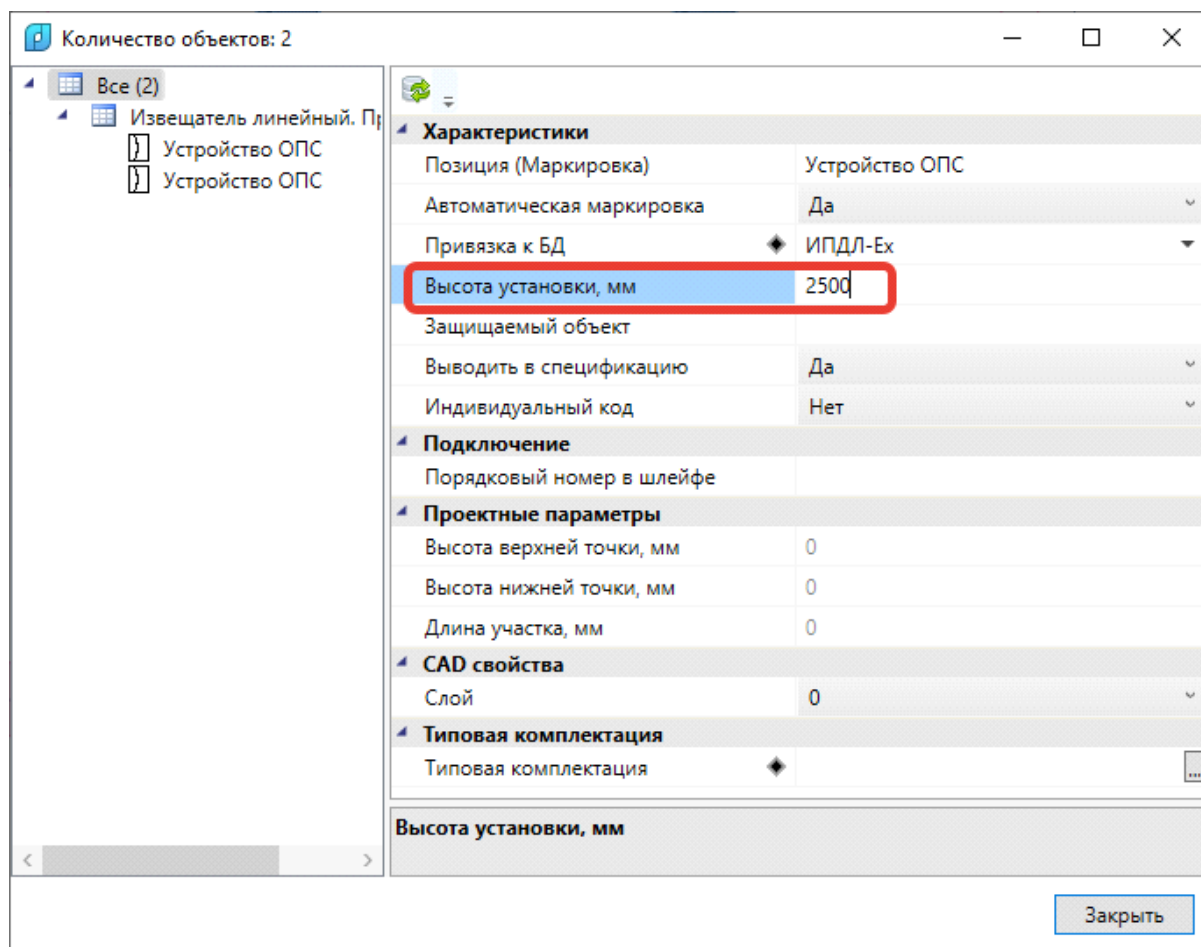 Количество объектов: 2
Все (2)
Извещатель линейный. Пр
Устройство ОПС
Устройство ОПС
Характеристики
Позиция (Маркировка) Устройство ОПС
Автоматическая маркировка Да
Привязка к БД ИПДЛ-Ex
Высота установки, мм 2500
Защищаемый объект
Выводить в спецификацию Да
Индивидуальный код Нет
Подключение
Порядковый номер в шлейфе
Проектные параметры
Высота верхней точки, мм 0
Высота нижней точки, мм 0
Длина участка, мм 0
CAD свойства
Слой 0
Типовая комплектация
Типовая комплектация ...
Высота установки, мм
Закрыть